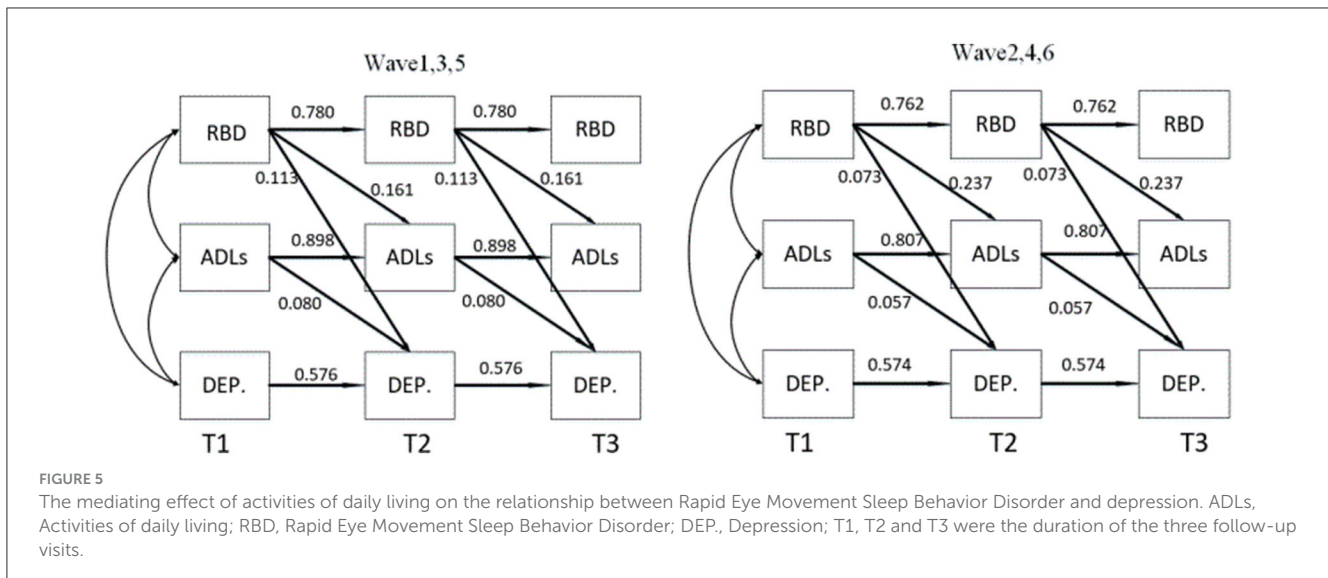 Wave1,3,5
RBD 0.780 RBD 0.780 RBD
0.113 0.161 0.113 0.161
ADLs 0.898 ADLs 0.898 ADLs
0.080 0.080
DEP. 0.576 DEP. 0.576 DEP.
T1 T2 T3
Wave2,4,6
RBD 0.762 RBD 0.762 RBD
0.073 0.237 0.073 0.237
ADLs 0.807 ADLs 0.807 ADLs
0.057 0.057
DEP. 0.574 DEP. 0.574 DEP.
T1 T2 T3
FIGURE 5
The mediating effect of activities of daily living on the relationship between Rapid Eye Movement Sleep Behavior Disorder and depression. ADLs,
Activities of daily living; RBD, Rapid Eye Movement Sleep Behavior Disorder; DEP., Depression; T1, T2 and T3 were the duration of the three follow-up
visits.